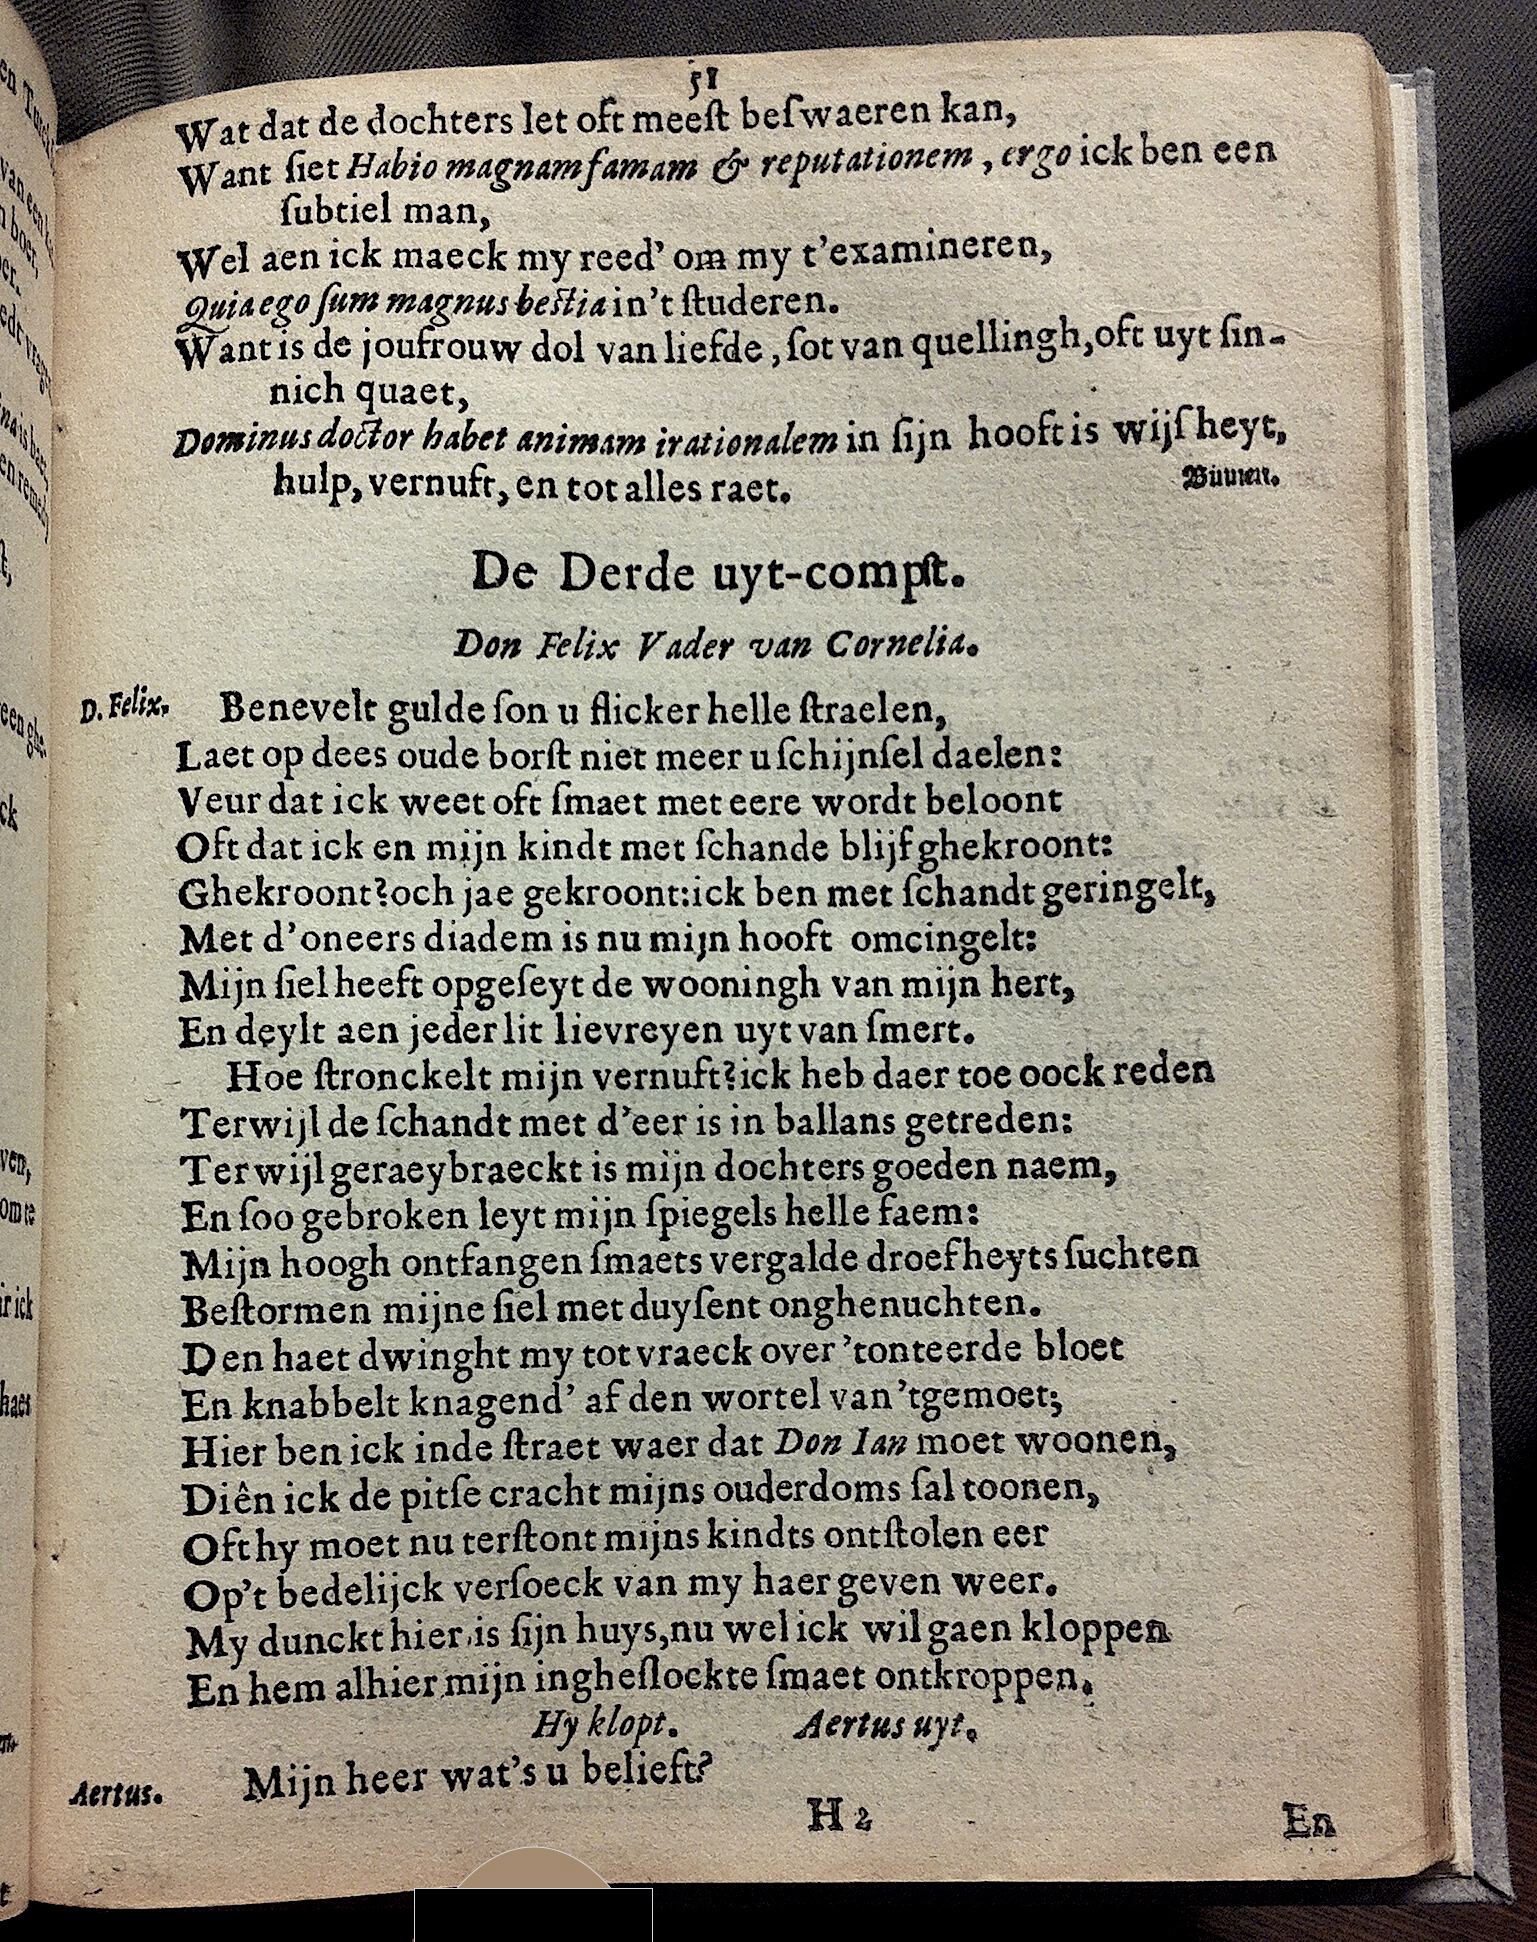 51
Wat dat de dochters let oft meeſt beſwaeren kan,
Want ſiet Habio magnam famam & reputationem, ergo ick ben een
ſubtiel man,
Wel aen ick maeck my reed' om my t'examineren,
Quia ego ſum magnus beſtia in't ſtuderen.
Want is de joufrouw dol van liefde, ſot van quellingh, oft uyt ſin-
nich quaet,
Dominus doctor habet animam irationalem in ſijn hooft is wijſheyt,
hulp, vernuft, en tot alles raet. Binnen.
De Derde uyt-compſt.
Don Felix Vader van Cornelia.
D. Felix. Benevelt gulde ſon u flicker helle ſtraelen,
Laet op dees oude borſt niet meer u ſchijnſel daelen:
Veur dat ick weet oft ſmaet met eere wordt beloont
Oft dat ick en mijn kindt met ſchande blijf ghekroont:
Ghekroont? och jae gekroont: ick ben met ſchandt geringelt,
Met d'oneers diadem is nu mijn hooft omcingelt:
Mijn ſiel heeft opgeſeyt de wooningh van mijn hert,
En deylt aen jeder lit lievreyen uyt van ſmert.
Hoe ſtronckelt mijn vernuft? ick heb daer toe oock reden
Terwijl de ſchandt met d'eer is in ballans getreden:
Terwijl geraeybraeckt is mijn dochters goeden naem,
En ſoo gebroken leyt mijn ſpiegels helle faem:
Mijn hoogh ontfangen ſmaets vergalde droefheyts ſuchten
Beſtormen mijne ſiel met duyſent onghenuchten.
Den haet dwinght my tot vraeck over 'tonteerde bloet
En knabbelt knagend' af den wortel van 'tgemoet;
Hier ben ick inde ſtraet waer dat Don Ian moet woonen,
Diên ick de pitſe cracht mijns ouderdoms ſal toonen,
Oft hy moet nu terſtont mijns kindts ontſtolen eer
Op't bedelijck verſoeck van my haer geven weer.
My dunckt hier is ſijn huys, nu wel ick wil gaen kloppen
En hem alhier mijn ingheſlockte ſmaet ontkroppen.
Hy klopt. Aertus uyt.
Aertus. Mijn heer wat's u belieft?
H 2 En